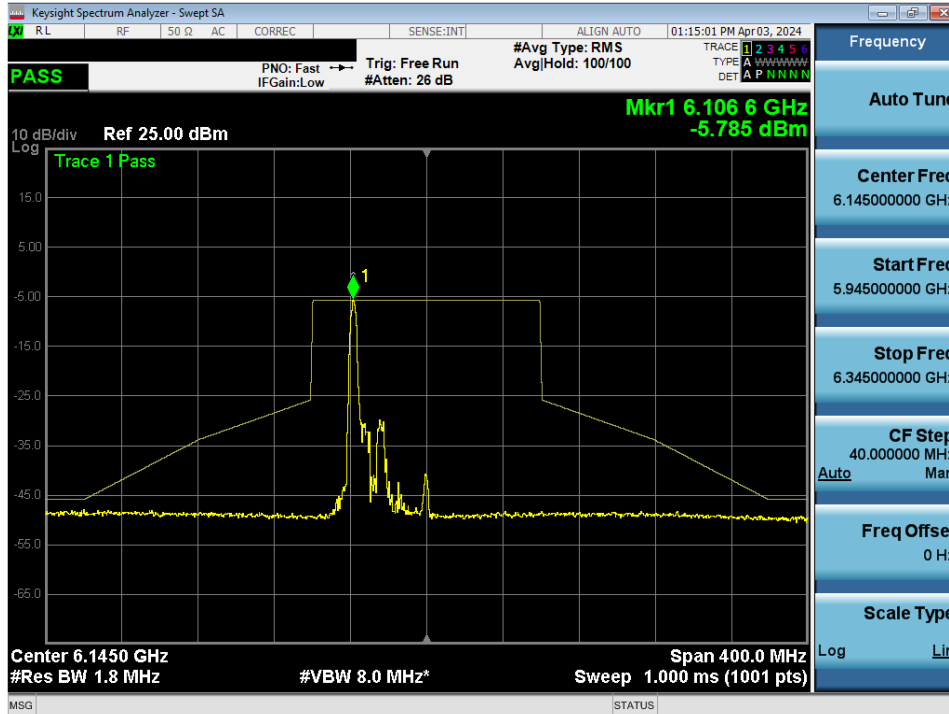 Keysight Spectrum Analyzer - Swept SA
LXI RL RF 50 Ω AC CORREC SENSE:INT ALIGN AUTO 01:15:01 PM Apr 03, 2024
PASS
PNO: Fast
IFGain:Low
Trig: Free Run
#Atten: 26 dB
#Avg Type: RMS
Avg|Hold: 100/100
TRACE 1 2 3 4 5 6
TYPE A WWWWW
DET A P N N N N
Mkr1 6.106 6 GHz
-5.785 dBm
10 dB/div Ref 25.00 dBm
Log
Trace 1 Pass
15.0
5.00
-5.00
-15.0
-25.0
-35.0
-45.0
-55.0
-65.0
1
Center 6.1450 GHz Span 400.0 MHz
#Res BW 1.8 MHz #VBW 8.0 MHz* Sweep 1.000 ms (1001 pts)
MSG STATUS
Frequency
Auto Tune
Center Freq
6.145000000 GHz
Start Freq
5.945000000 GHz
Stop Freq
6.345000000 GHz
CF Step
40.000000 MHz
Auto Man
Freq Offset
0 Hz
Scale Type
Log Lin